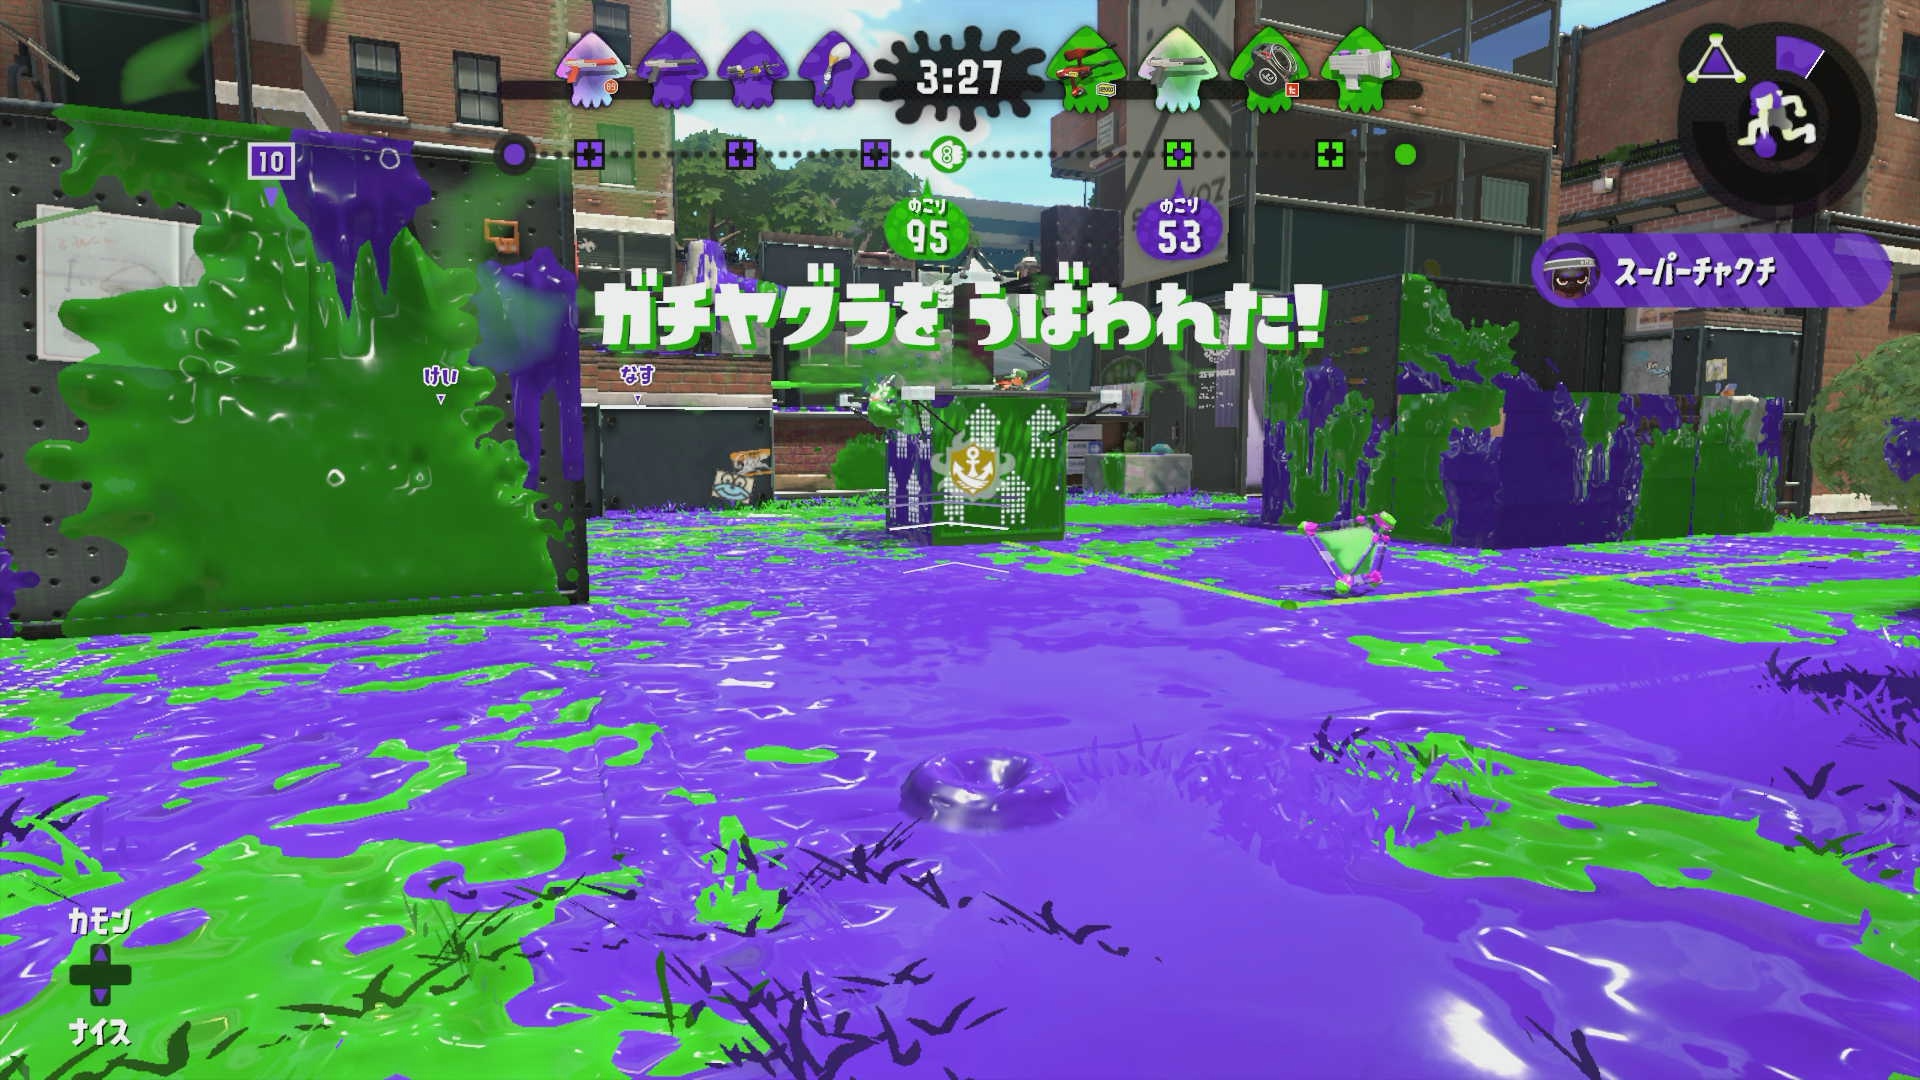 3:27
10
のこり
95
のこり
53
ガチヤグラを うばわれた!
スーパーチャクチ
けい
なす
8
カモン
ナイス